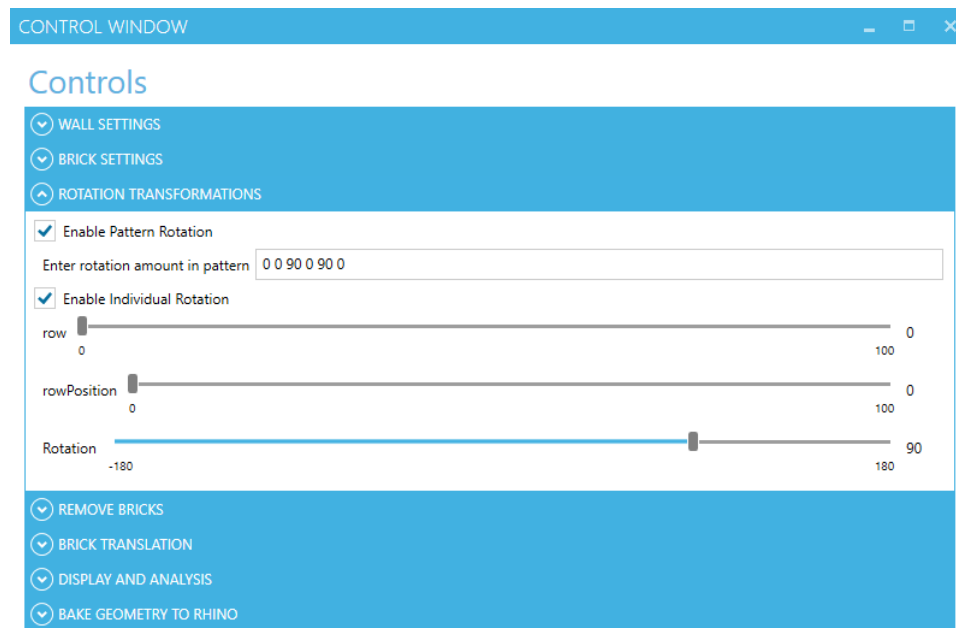 CONTROL WINDOW
Controls
WALL SETTINGS
BRICK SETTINGS
ROTATION TRANSFORMATIONS
Enable Pattern Rotation
Enter rotation amount in pattern 0 0 90 0 90 0
Enable Individual Rotation
row 0
0 100
rowPosition 0
0 100
Rotation 90
-180 180
REMOVE BRICKS
BRICK TRANSLATION
DISPLAY AND ANALYSIS
BAKE GEOMETRY TO RHINO